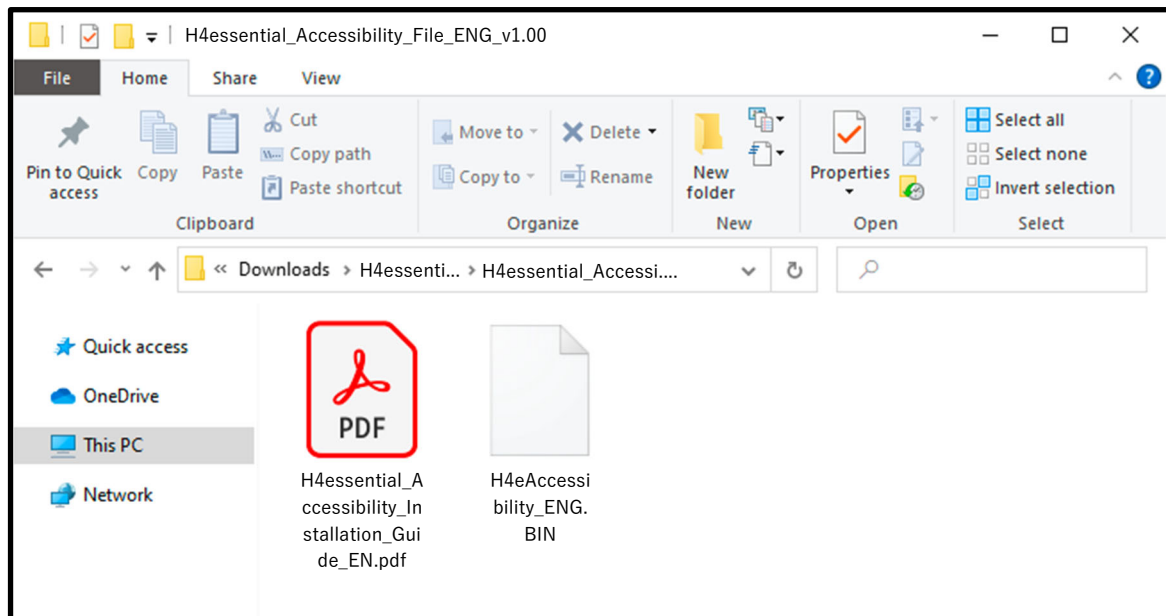 H4essential_Accessibility_File_ENG_v1.00
File Home Share View
Pin to Quick access
Copy
Paste
Cut
Copy path
Paste shortcut
Clipboard
Move to
Copy to
Delete
Rename
Organize
New folder
New
Properties
Open
Select all
Select none
Invert selection
Select
« Downloads > H4essenti... > H4essential_Accessi....
Quick access
OneDrive
This PC
Network
PDF
H4essential_A
ccessibility_In
stallation_Gui
de_EN.pdf
H4eAccessi
bility_ENG.
BIN